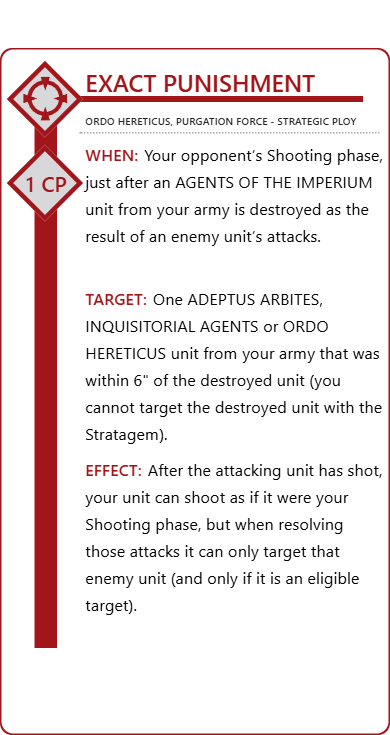 EXACT PUNISHMENT
ORDO HERETICUS, PURGATION FORCE - STRATEGIC PLOY
1 CP
WHEN: Your opponent’s Shooting phase,
just after an AGENTS OF THE IMPERIUM
unit from your army is destroyed as the
result of an enemy unit’s attacks.
TARGET: One ADEPTUS ARBITES,
INQUISITORIAL AGENTS or ORDO
HERETICUS unit from your army that was
within 6" of the destroyed unit (you
cannot target the destroyed unit with the
Stratagem).
EFFECT: After the attacking unit has shot,
your unit can shoot as if it were your
Shooting phase, but when resolving
those attacks it can only target that
enemy unit (and only if it is an eligible
target).